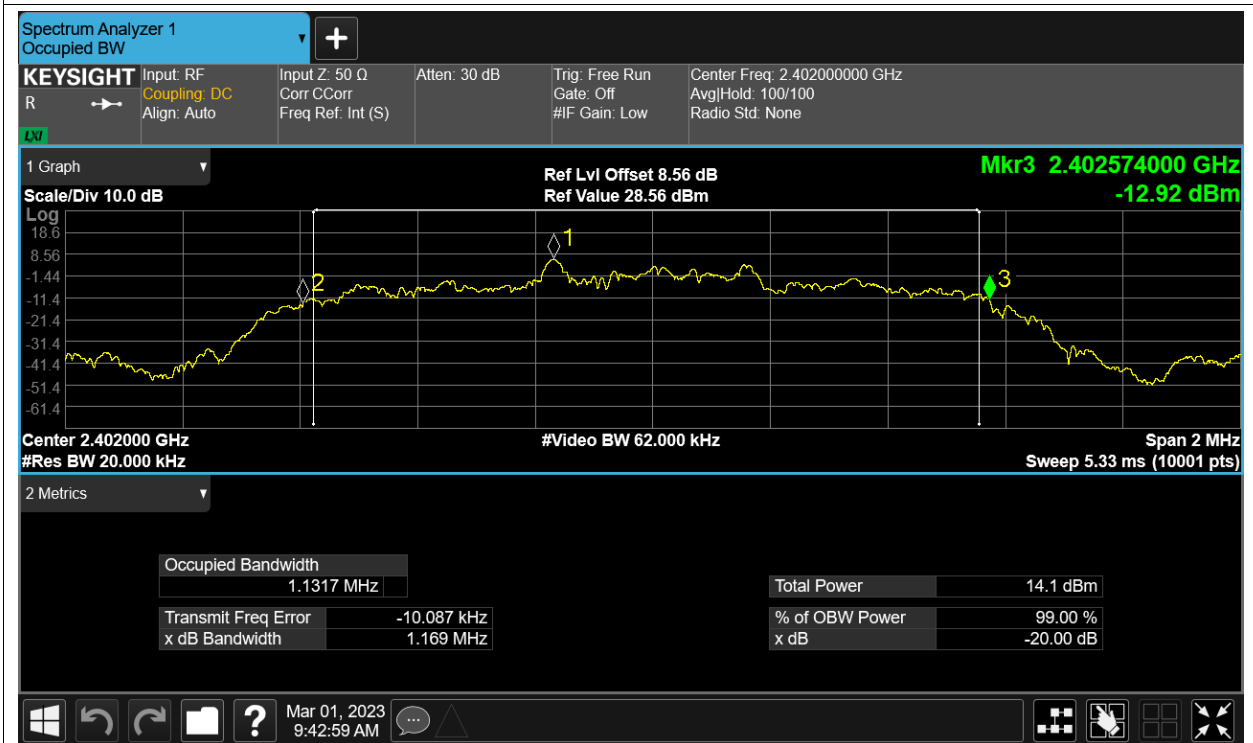 Spectrum Analyzer 1
Occupied BW
KEYSIGHT
R
LXI
Input: RF
Coupling: DC
Align: Auto
Input Z: 50 Ω
Corr CCorr
Freq Ref: Int (S)
Atten: 30 dB
Trig: Free Run
Gate: Off
#IF Gain: Low
Center Freq: 2.402000000 GHz
Avg|Hold: 100/100
Radio Std: None
1 Graph
Scale/Div 10.0 dB
Ref Lvl Offset 8.56 dB
Ref Value 28.56 dBm
Mkr3 2.402574000 GHz
-12.92 dBm
Log
18.6
8.56
-1.44
-11.4
-21.4
-31.4
-41.4
-51.4
-61.4
1
2
3
Center 2.402000 GHz
#Res BW 20.000 kHz
#Video BW 62.000 kHz
Span 2 MHz
Sweep 5.33 ms (10001 pts)
2 Metrics
Occupied Bandwidth
1.1317 MHz
Transmit Freq Error -10.087 kHz
x dB Bandwidth 1.169 MHz
Total Power 14.1 dBm
% of OBW Power 99.00 %
x dB -20.00 dB
?
Mar 01, 2023
9:42:59 AM